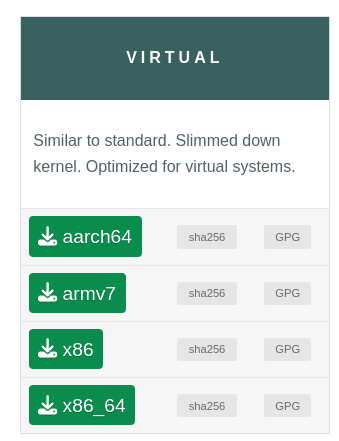 VIRTUAL
Similar to standard. Slimmed down
kernel. Optimized for virtual systems.
aarch64 sha256 GPG
armv7 sha256 GPG
x86 sha256 GPG
x86_64 sha256 GPG